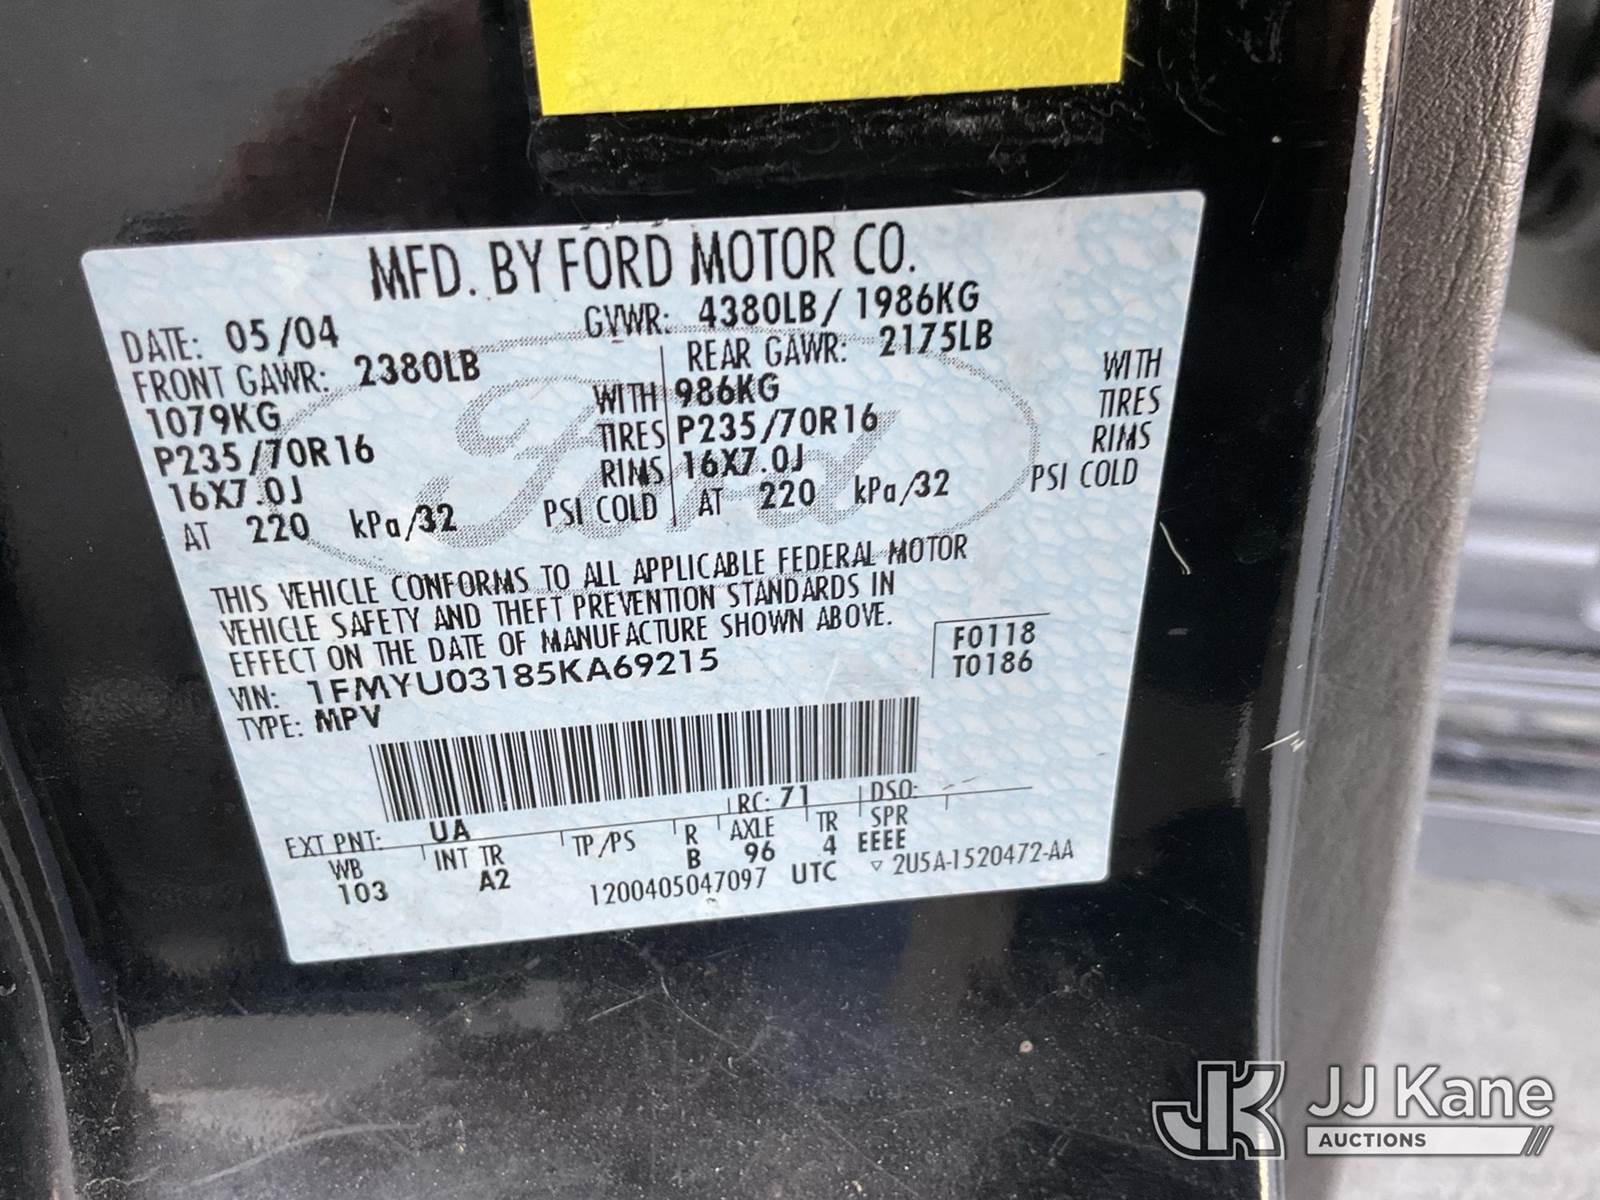 MFD. BY FORD MOTOR CO.
DATE: 05/04 GVWR: 4380LB/ 1986KG
FRONT GAWR: 2380LB REAR GAWR: 2175LB
1079KG WITH 986KG WITH
P235/70R16 TIRES P235/70R16 TIRES
16X7.0J RIMS 16X7.0J RIMS
AT 220 kPa/32 PSI COLD AT 220 kPa/32 PSI COLD
Ford
THIS VEHICLE CONFORMS TO ALL APPLICABLE FEDERAL MOTOR
VEHICLE SAFETY AND THEFT PREVENTION STANDARDS IN
EFFECT ON THE DATE OF MANUFACTURE SHOWN ABOVE.
F0118
T0186
VIN: 1FMYU03185KA69215
TYPE: MPV
EXT PNT: UA RC: 71 DSO:
WB INT TR TP/PS R AXLE TR SPR
103 A2 B 96 4 EEEE
1200405047097 UTC ▽ 2U5A-1520472-AA
JK JJ Kane
AUCTIONS